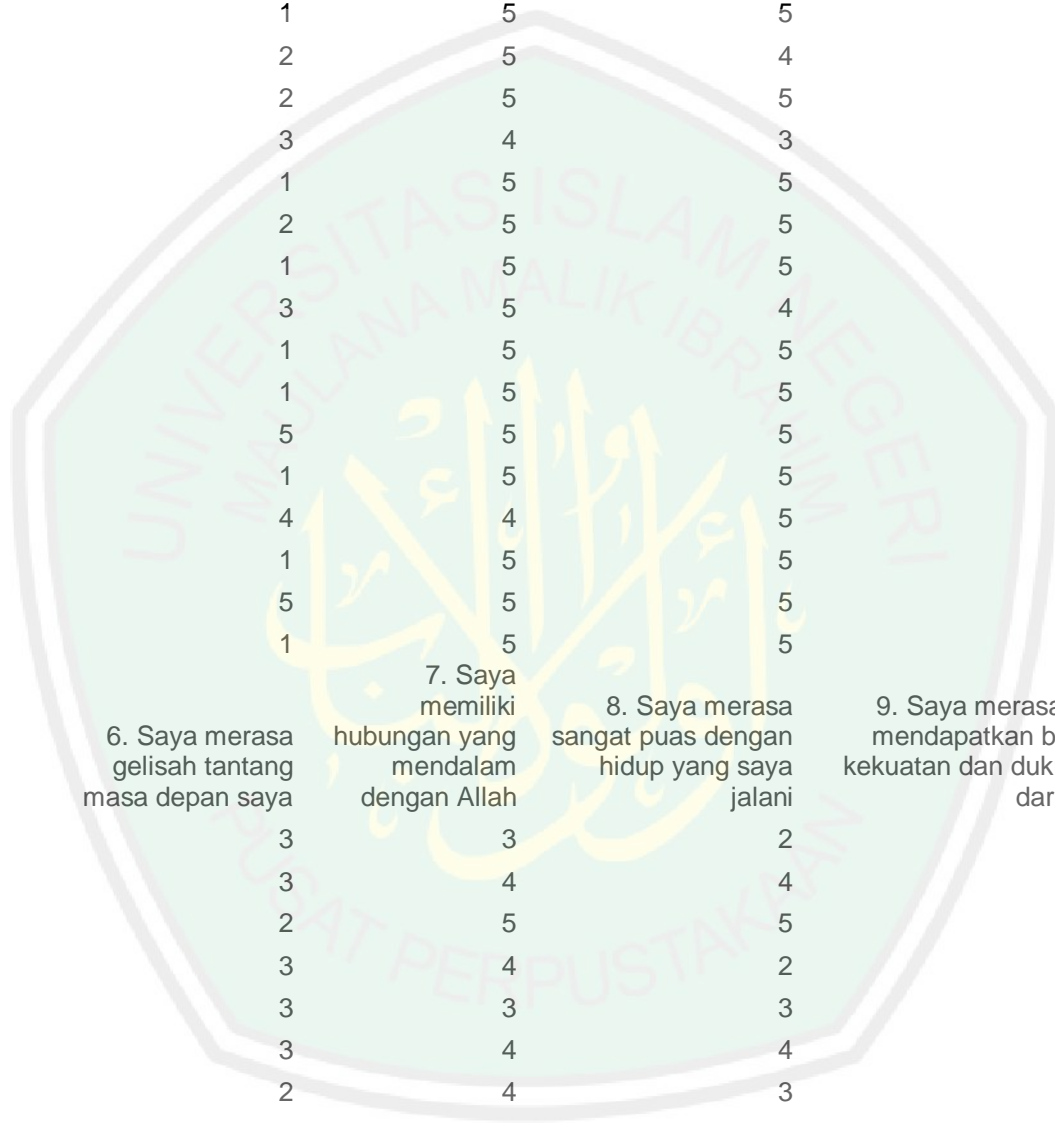 1 5 5
2 5 4
2 5 5
3 4 3
1 5 5
2 5 5
1 5 5
3 5 4
1 5 5
1 5 5
5 5 5
1 5 5
4 4 5
1 5 5
5 5 5
1 5 5
6. Saya merasa
gelisah tantang
masa depan saya
7. Saya
memiliki
hubungan yang
mendalam
dengan Allah
8. Saya merasa
sangat puas dengan
hidup yang saya
jalani
9. Saya merasa
mendapatkan b
kekuatan dan duk
dar
3 3 2
3 4 4
2 5 5
3 4 2
3 3 3
3 4 4
2 4 3
UNIVERSITAS ISLAM NEGERI
MAULANA MALIK IBRAHIM
PUSAT PERPUSTAKAAN